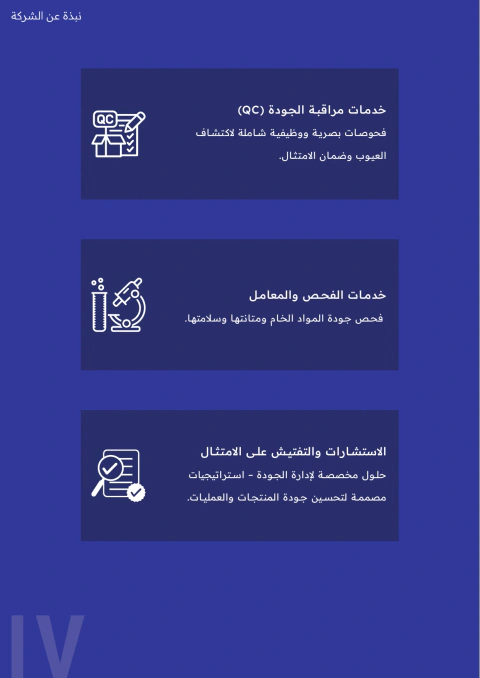 نبذة عن الشركة
خدمات مراقبة الجودة (QC)
فحوصات بصرية ووظيفية شاملة لاكتشاف
العيوب وضمان الامتثال.
QC
خدمات الفحص والمعامل
فحص جودة المواد الخام ومتانتها وسلامتها.
الاستشارات والتفتيش على الامتثال
حلول مخصصة لإدارة الجودة – استراتيجيات
مصممة لتحسين جودة المنتجات والعمليات.
١٧